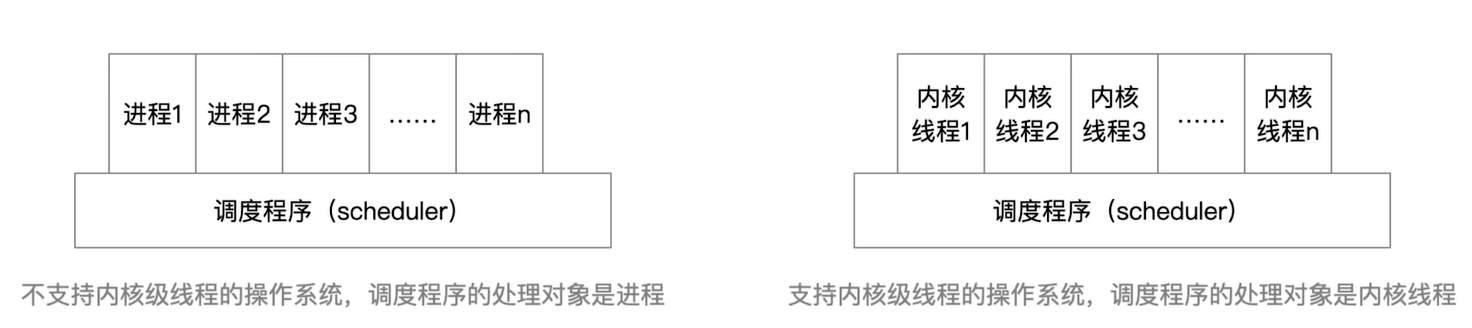 进程1 进程2 进程3 …… 进程n
调度程序（scheduler）
不支持内核级线程的操作系统，调度程序的处理对象是进程
内核 内核 内核 内核
线程1 线程2 线程3 …… 线程n
调度程序（scheduler）
支持内核级线程的操作系统，调度程序的处理对象是内核线程